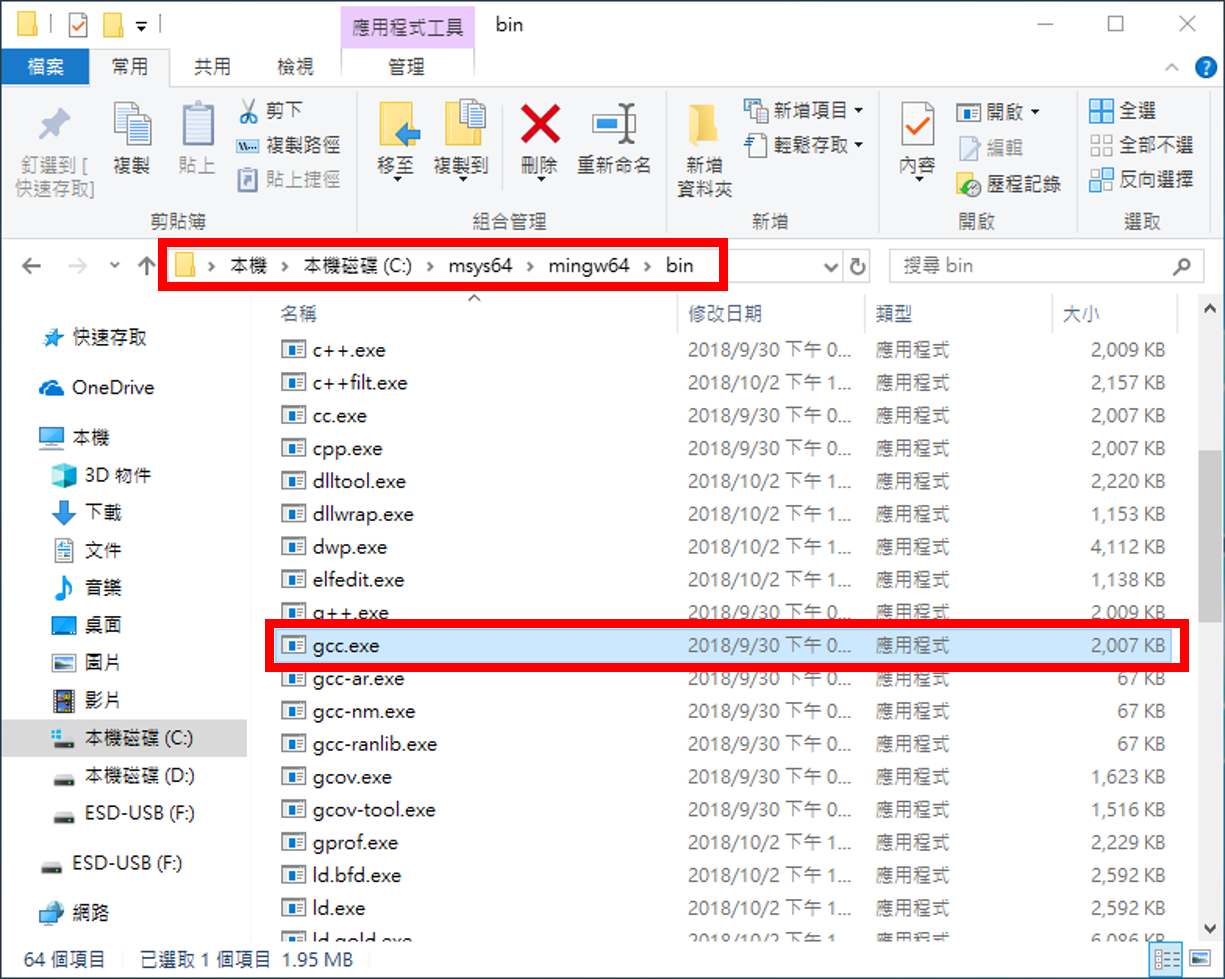 應用程式工具 bin
檔案 常用 共用 檢視 管理
釘選到 [快速存取]
複製
貼上
剪下
複製路徑
貼上捷徑
剪貼簿
移至
複製到
刪除
重新命名
組合管理
新增資料夾
新增項目
輕鬆存取
新增
內容
開啟
編輯
歷程記錄
開啟
全選
全部不選
反向選擇
選取
本機 › 本機磁碟 (C:) › msys64 › mingw64 › bin
搜尋 bin
快速存取
OneDrive
本機
3D 物件
下載
文件
音樂
桌面
圖片
影片
本機磁碟 (C:)
本機磁碟 (D:)
ESD-USB (F:)
ESD-USB (F:)
網路
名稱 修改日期 類型 大小
c++.exe 2018/9/30 下午 0... 應用程式 2,009 KB
c++filt.exe 2018/10/2 下午 1... 應用程式 2,157 KB
cc.exe 2018/9/30 下午 0... 應用程式 2,007 KB
cpp.exe 2018/9/30 下午 0... 應用程式 2,007 KB
dlltool.exe 2018/10/2 下午 1... 應用程式 2,220 KB
dllwrap.exe 2018/10/2 下午 1... 應用程式 1,153 KB
dwp.exe 2018/10/2 下午 1... 應用程式 4,112 KB
elfedit.exe 2018/10/2 下午 1... 應用程式 1,138 KB
g++.exe 2018/9/30 下午 0... 應用程式 2,009 KB
gcc.exe 2018/9/30 下午 0... 應用程式 2,007 KB
gcc-ar.exe 2018/9/30 下午 0... 應用程式 67 KB
gcc-nm.exe 2018/9/30 下午 0... 應用程式 67 KB
gcc-ranlib.exe 2018/9/30 下午 0... 應用程式 67 KB
gcov.exe 2018/9/30 下午 0... 應用程式 1,623 KB
gcov-tool.exe 2018/9/30 下午 0... 應用程式 1,516 KB
gprof.exe 2018/10/2 下午 1... 應用程式 2,229 KB
ld.bfd.exe 2018/10/2 下午 1... 應用程式 2,592 KB
ld.exe 2018/10/2 下午 1... 應用程式 2,592 KB
ld.gold.exe 2018/10/2 下午 1... 應用程式 6,086 KB
64 個項目 已選取 1 個項目 1.95 MB